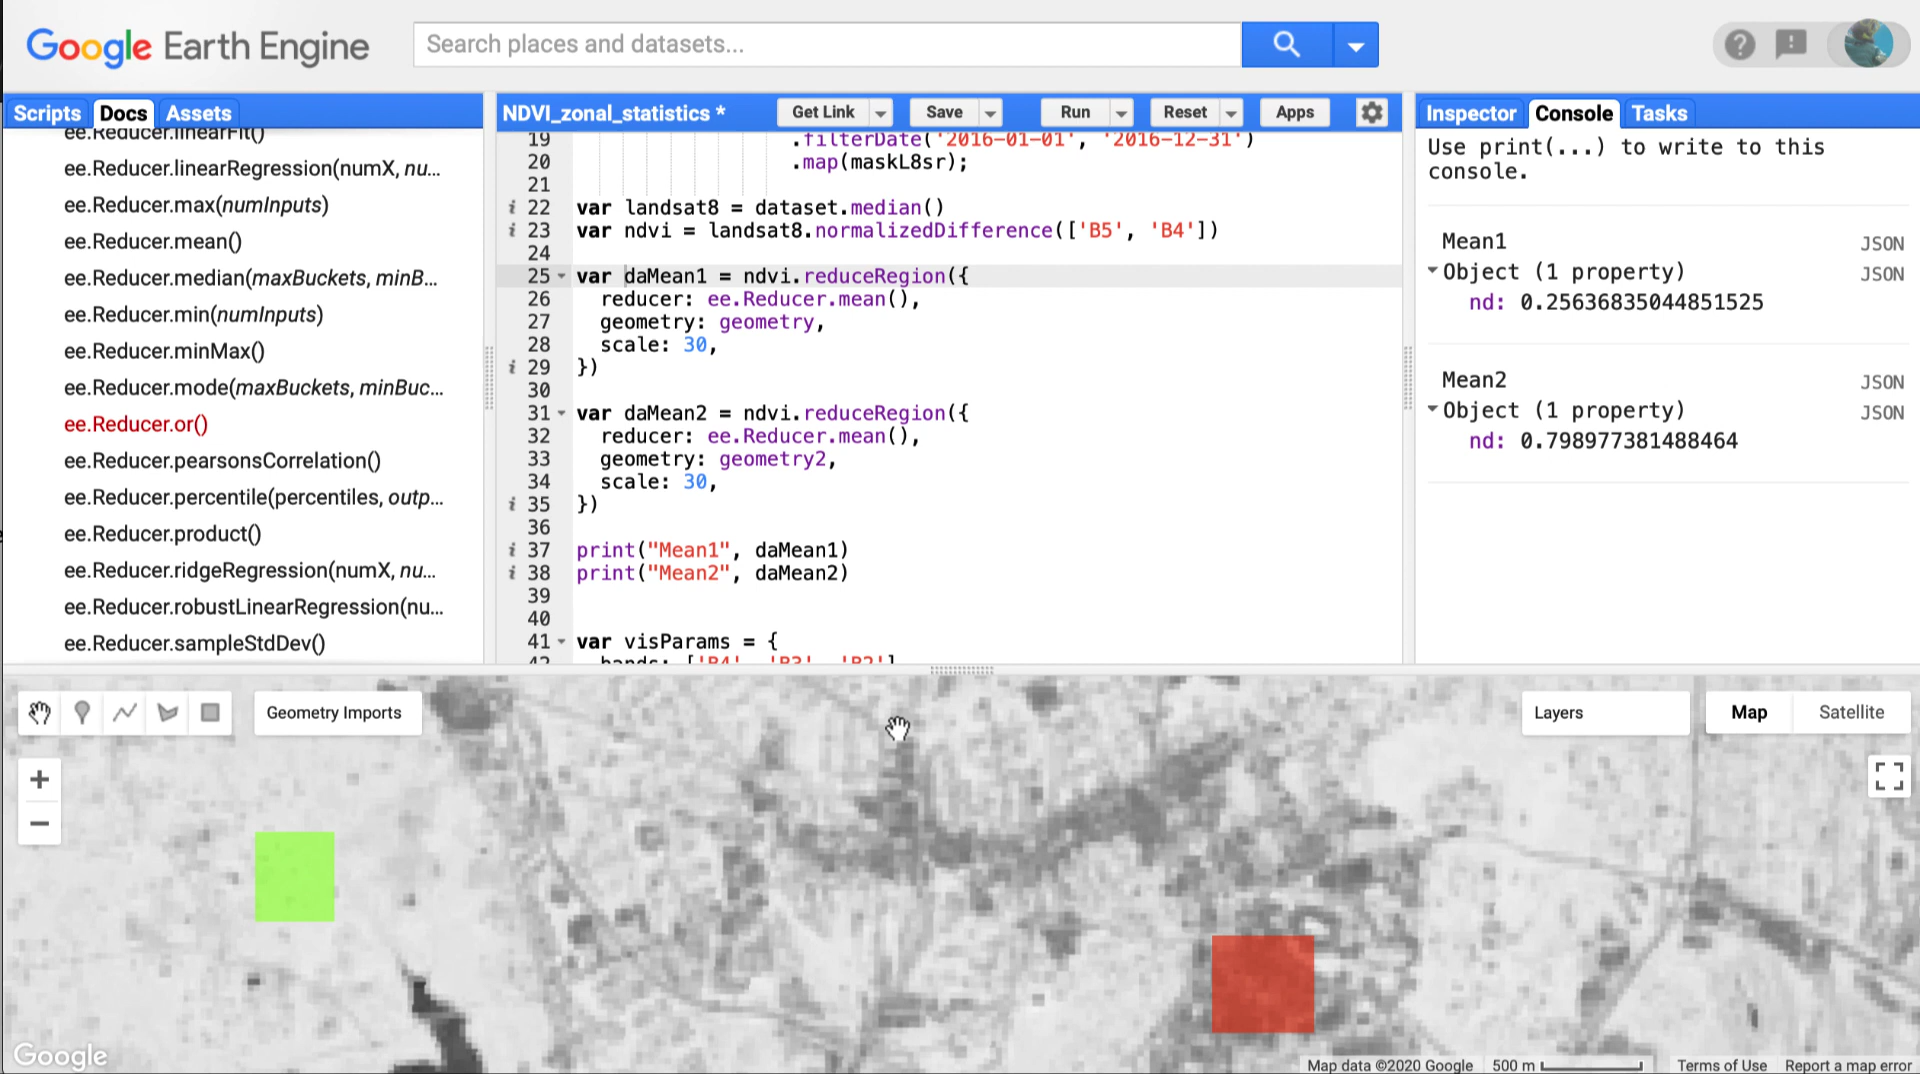 Google Earth Engine
Search places and datasets...
Scripts Docs Assets
ee.Reducer.linearFit()
ee.Reducer.linearRegression(numX, nu...
ee.Reducer.max(numInputs)
ee.Reducer.mean()
ee.Reducer.median(maxBuckets, minB...
ee.Reducer.min(numInputs)
ee.Reducer.minMax()
ee.Reducer.mode(maxBuckets, minBuc...
ee.Reducer.or()
ee.Reducer.pearsonsCorrelation()
ee.Reducer.percentile(percentiles, outp...
ee.Reducer.product()
ee.Reducer.ridgeRegression(numX, nu...
ee.Reducer.robustLinearRegression(nu...
ee.Reducer.sampleStdDev()
NDVI_zonal_statistics * Get Link Save Run Reset Apps
19 .filterDate('2016-01-01', '2016-12-31')
20 .map(maskL8sr);
21
i 22 var landsat8 = dataset.median()
i 23 var ndvi = landsat8.normalizedDifference(['B5', 'B4'])
24
25 var daMean1 = ndvi.reduceRegion({
26 reducer: ee.Reducer.mean(),
27 geometry: geometry,
28 scale: 30,
i 29 })
30
31 var daMean2 = ndvi.reduceRegion({
32 reducer: ee.Reducer.mean(),
33 geometry: geometry2,
34 scale: 30,
i 35 })
36
i 37 print("Mean1", daMean1)
i 38 print("Mean2", daMean2)
39
40
41 var visParams = {
42 bands: ['B4', 'B3', 'B2']
Inspector Console Tasks
Use print(...) to write to this
console.
Mean1 JSON
Object (1 property) JSON
nd: 0.25636835044851525
Mean2 JSON
Object (1 property) JSON
nd: 0.798977381488464
Geometry Imports
Layers
Map Satellite
+
−
Google
Map data ©2020 Google 500 m Terms of Use Report a map error